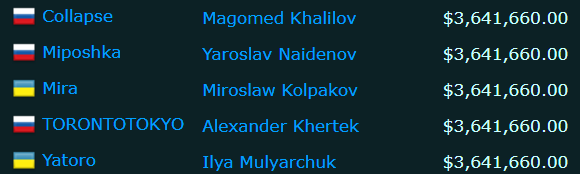 Collapse Magomed Khalilov $3,641,660.00
Miposhka Yaroslav Naidenov $3,641,660.00
Mira Miroslaw Kolpakov $3,641,660.00
TORONTOTOKYO Alexander Khertek $3,641,660.00
Yatoro Ilya Mulyarchuk $3,641,660.00